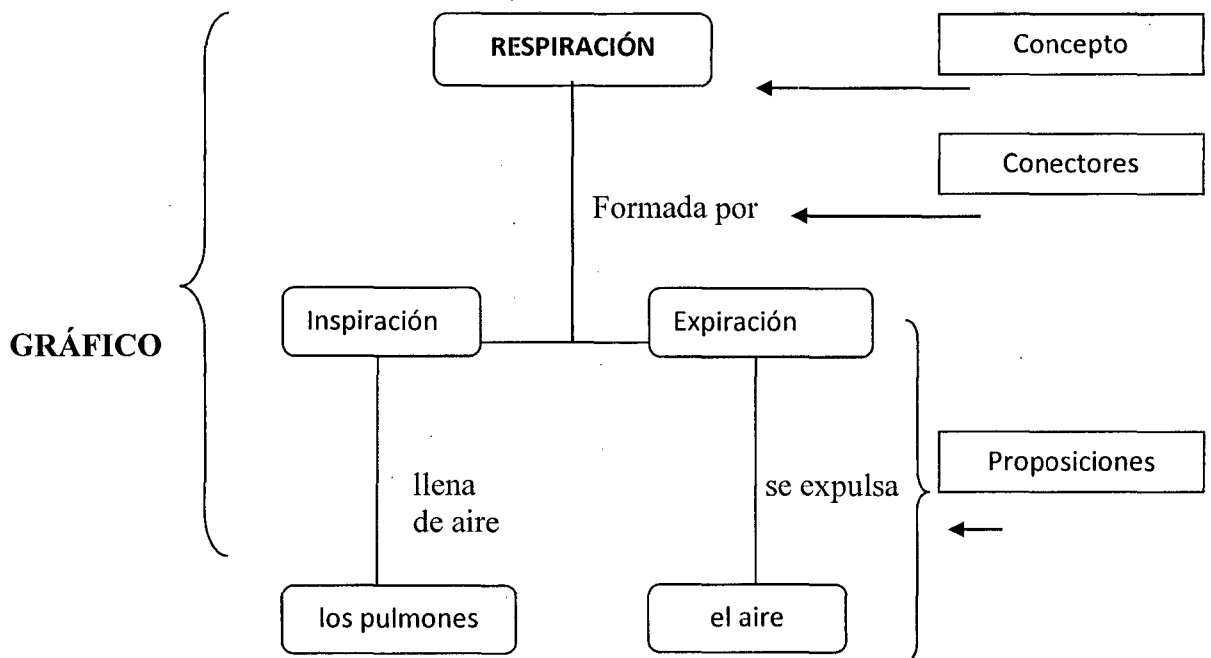 RESPIRACIÓN
Concepto
Conectores
Formada por
Inspiración
Expiración
GRÁFICO
Proposiciones
llena
de aire
se expulsa
los pulmones
el aire